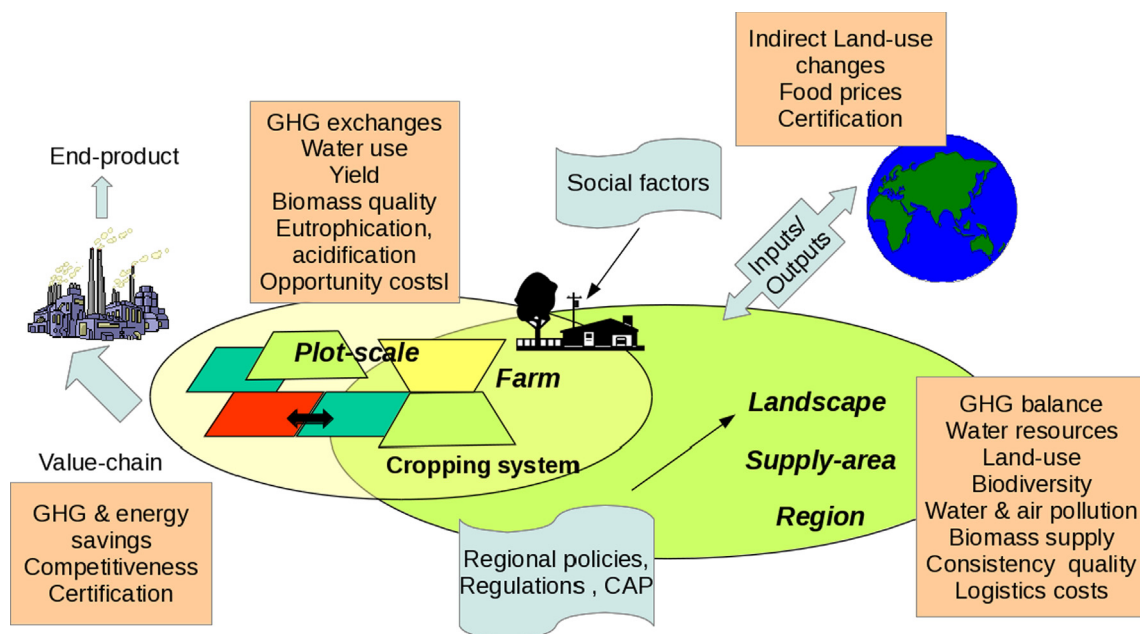 Indirect Land-use
changes
Food prices
Certification
GHG exchanges
Water use
Yield
Biomass quality
Eutrophication,
acidification
Opportunity costsl
End-product
Social factors
Inputs/
Outputs
Plot-scale
Farm
Cropping system
Landscape
Supply-area
Region
GHG balance
Water resources
Land-use
Biodiversity
Water & air pollution
Biomass supply
Consistency quality
Logistics costs
Value-chain
GHG & energy
savings
Competitiveness
Certification
Regional policies,
Regulations , CAP